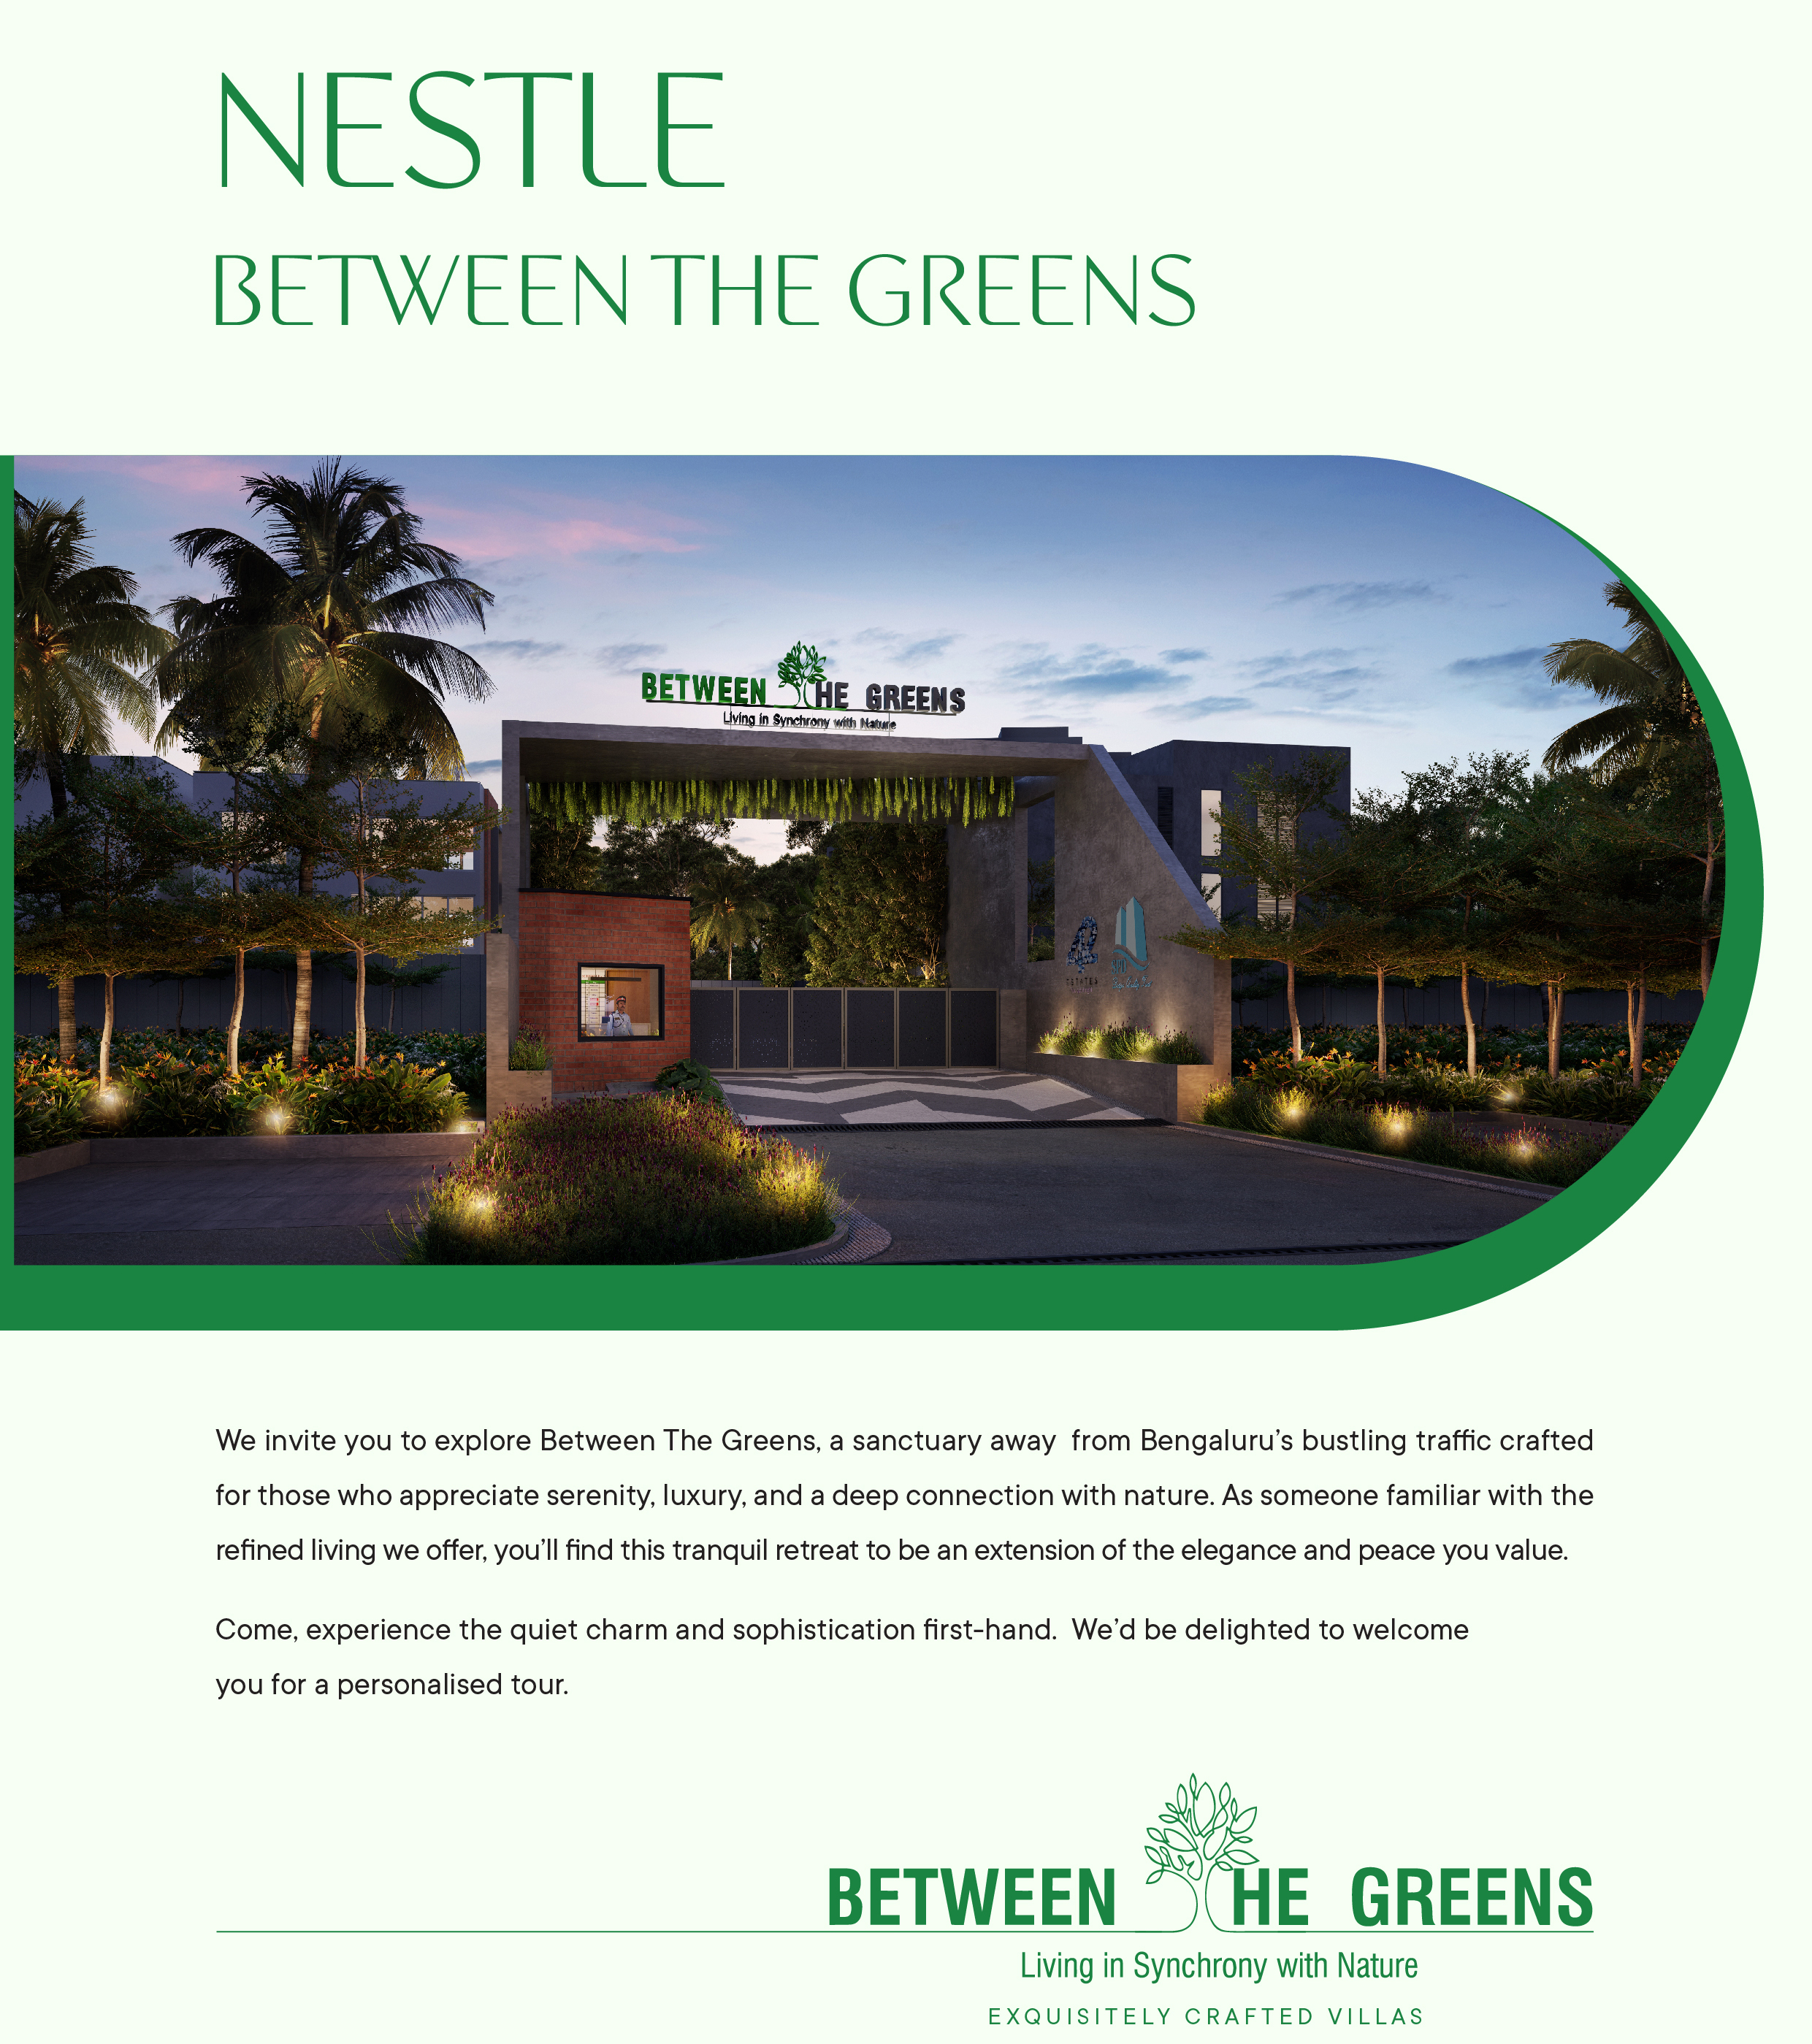 NESTLE
BETWEEN THE GREENS
BETWEEN THE GREENS
Living in Synchrony with Nature
We invite you to explore Between The Greens, a sanctuary away  from Bengaluru’s bustling traffic crafted
for those who appreciate serenity, luxury, and a deep connection with nature. As someone familiar with the
refined living we offer, you’ll find this tranquil retreat to be an extension of the elegance and peace you value.
Come, experience the quiet charm and sophistication first-hand.  We’d be delighted to welcome
you for a personalised tour.
BETWEEN THE GREENS
Living in Synchrony with Nature
EXQUISITELY CRAFTED VILLAS